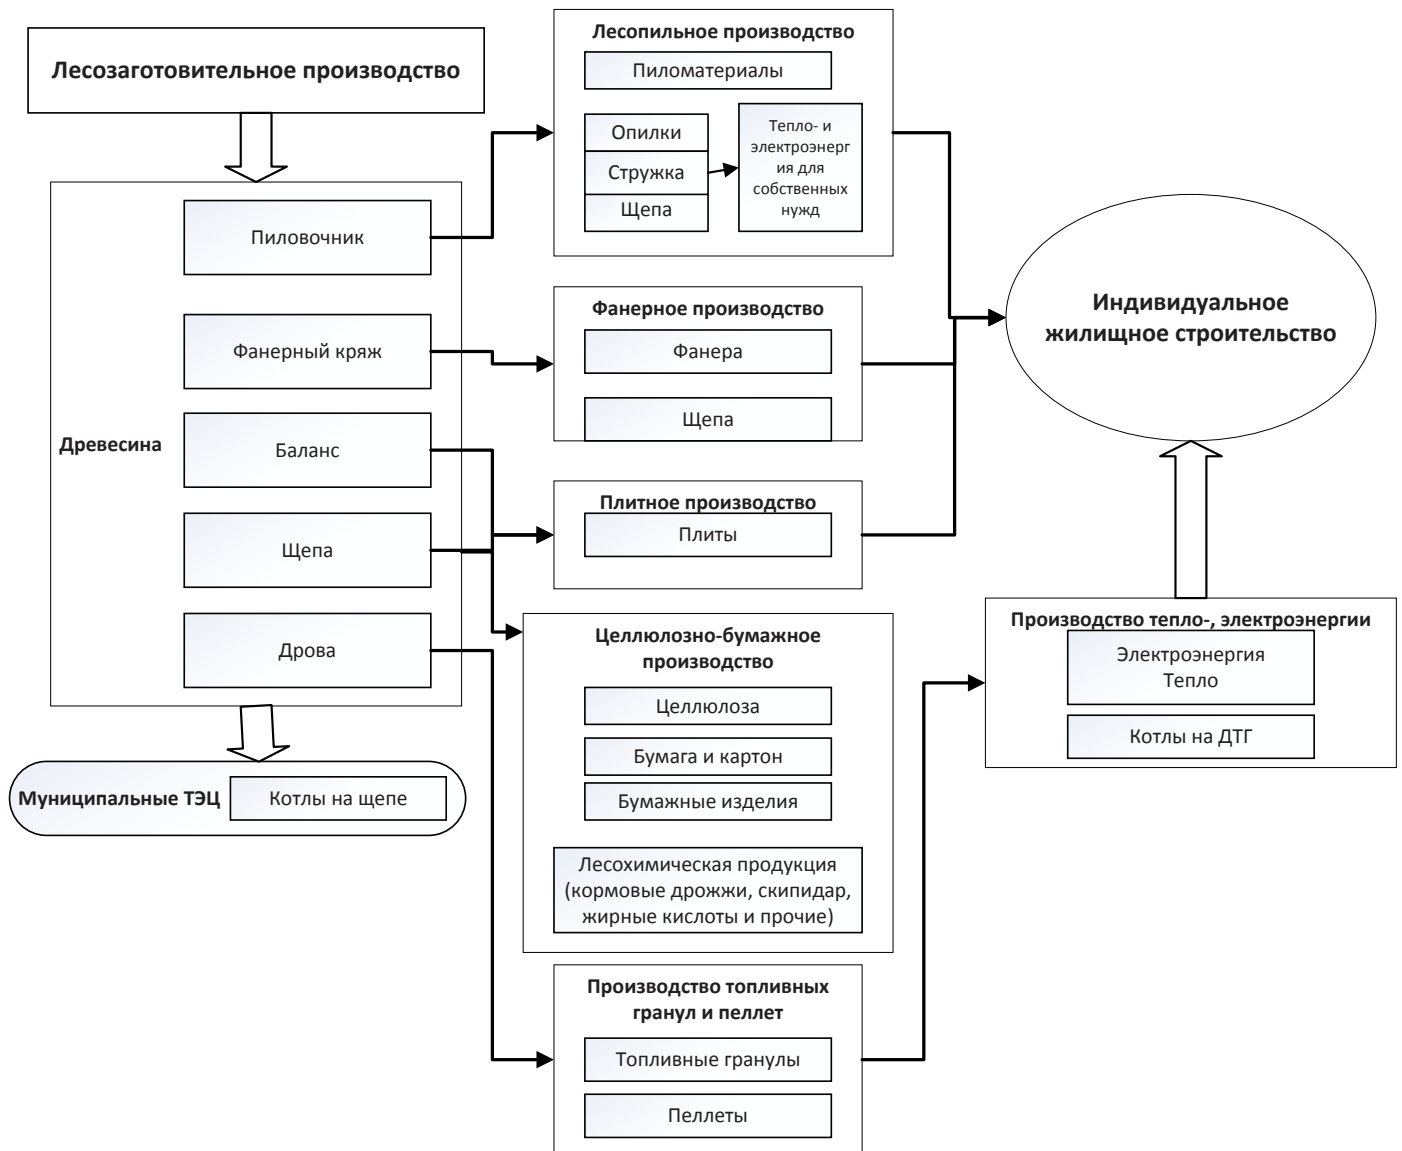 Лесозаготовительное производство
Древесина
Пиловочник
Фанерный кряж
Баланс
Щепа
Дрова
Муниципальные ТЭЦ
Котлы на щепе
Лесопильное производство
Пиломатериалы
Опилки
Стружка
Щепа
Тепло- и
электроэнерг
ия для
собственных
нужд
Фанерное производство
Фанера
Щепа
Плитное производство
Плиты
Целлюлозно-бумажное
производство
Целлюлоза
Бумага и картон
Бумажные изделия
Лесохимическая продукция
(кормовые дрожжи, скипидар,
жирные кислоты и прочие)
Производство топливных
гранул и пеллет
Топливные гранулы
Пеллеты
Индивидуальное
жилищное строительство
Производство тепло-, электроэнергии
Электроэнергия
Тепло
Котлы на ДТГ